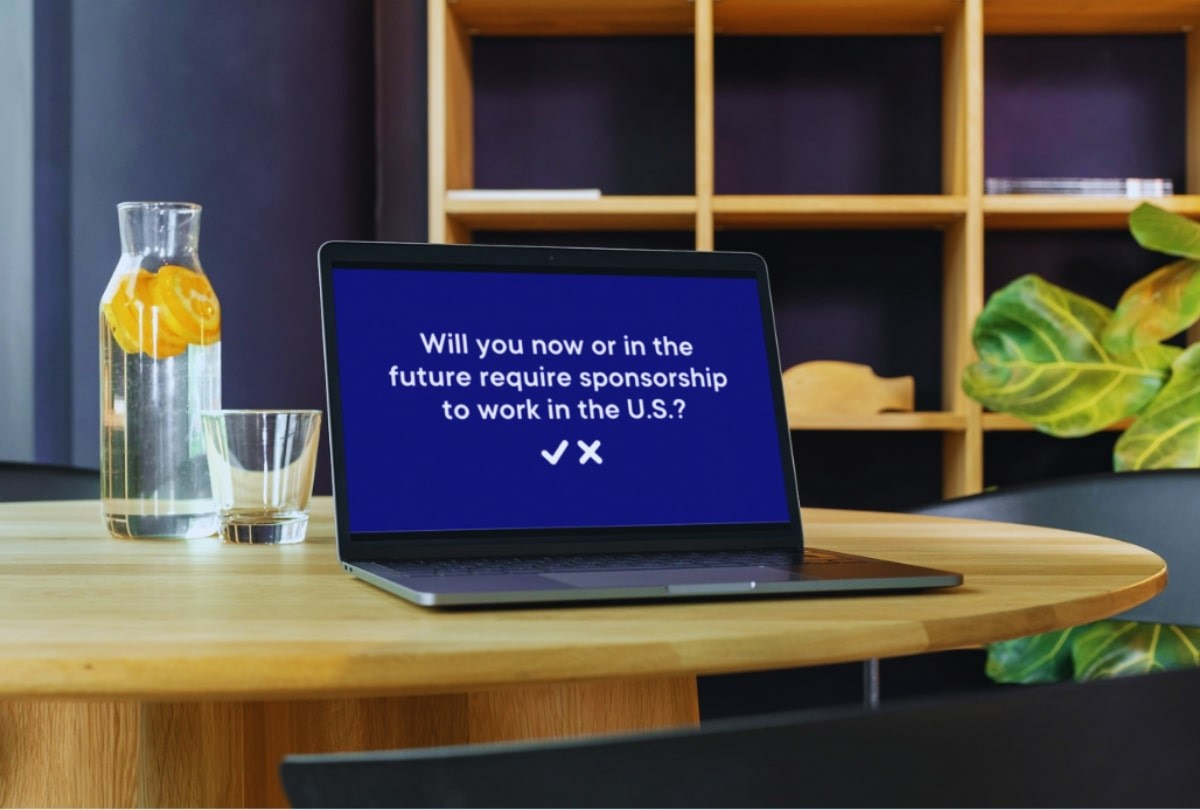 Will you now or in the
future require sponsorship
to work in the U.S.?